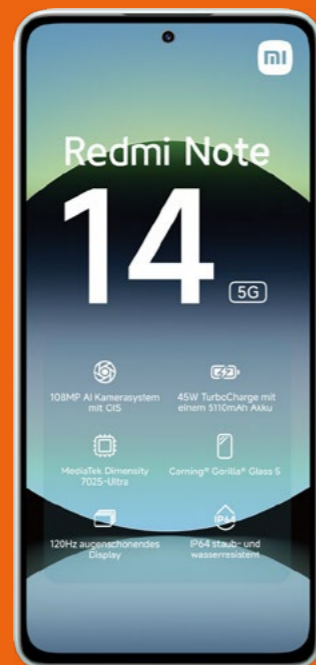 mi
Redmi Note
14
5G
108MP AI Kamerasystem
mit OIS
45W TurboCharge mit
einem 5110mAh Akku
MediaTek Dimensity
7025-Ultra
Corning® Gorilla® Glass 5
120Hz augenschonendes
Display
IP64
IP64 staub- und
wasserresistent